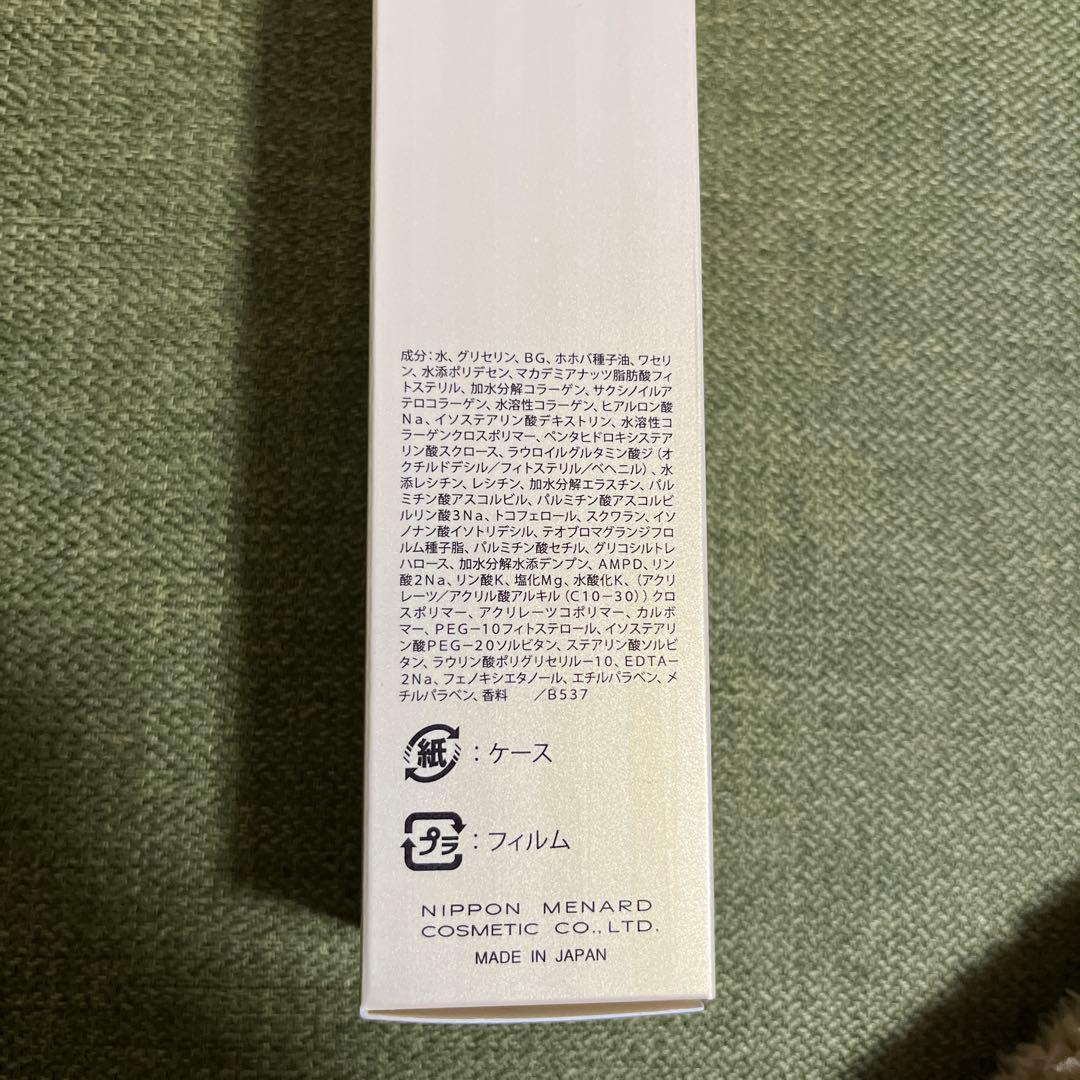 成分：水、グリセリン、BG、ホホバ種子油、ワセリ
ン、水添ポリデセン、マカデミアナッツ脂肪酸フィ
トステリル、加水分解コラーゲン、サクシノイルア
テロコラーゲン、水溶性コラーゲン、ヒアルロン酸
Na、イソステアリン酸デキストリン、水溶性コ
ラーゲンクロスポリマー、ペンタヒドロキシステア
リン酸スクロース、ラウロイルグルタミン酸ジ（オ
クチルドデシル／フィトステリル／ベヘニル）、水
添レシチン、レシチン、加水分解エラスチン、パル
ミチン酸アスコルビル、パルミチン酸アスコルビ
ルリン酸3Na、トコフェロール、スクワラン、イソ
ノナン酸イソトリデシル、テオブロマグランジフロ
ルム種子脂、パルミチン酸セチル、グリコシルトレ
ハロース、加水分解水添デンプン、AMPD、リン
酸2Na、リン酸K、塩化Mg、水酸化K、（アクリ
レーツ／アクリル酸アルキル（C10－30））クロ
スポリマー、アクリレーツコポリマー、カルボ
マー、PEG－10フィトステロール、イソステアリ
ン酸PEG－20ソルビタン、ステアリン酸ソルビ
タン、ラウリン酸ポリグリセリル－10、EDTA－
2Na、フェノキシエタノール、エチルパラベン、メ
チルパラベン、香料　／B537
紙：ケース
プラ：フィルム
NIPPON MENARD
COSMETIC CO.,LTD.
MADE IN JAPAN